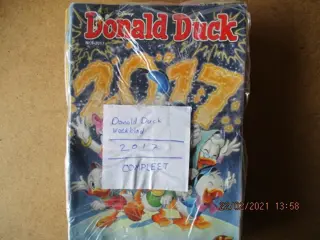 Donald Duck
2017
Donald Duck
weekblad
2017
COMPLEET
22/02/2021 13:58